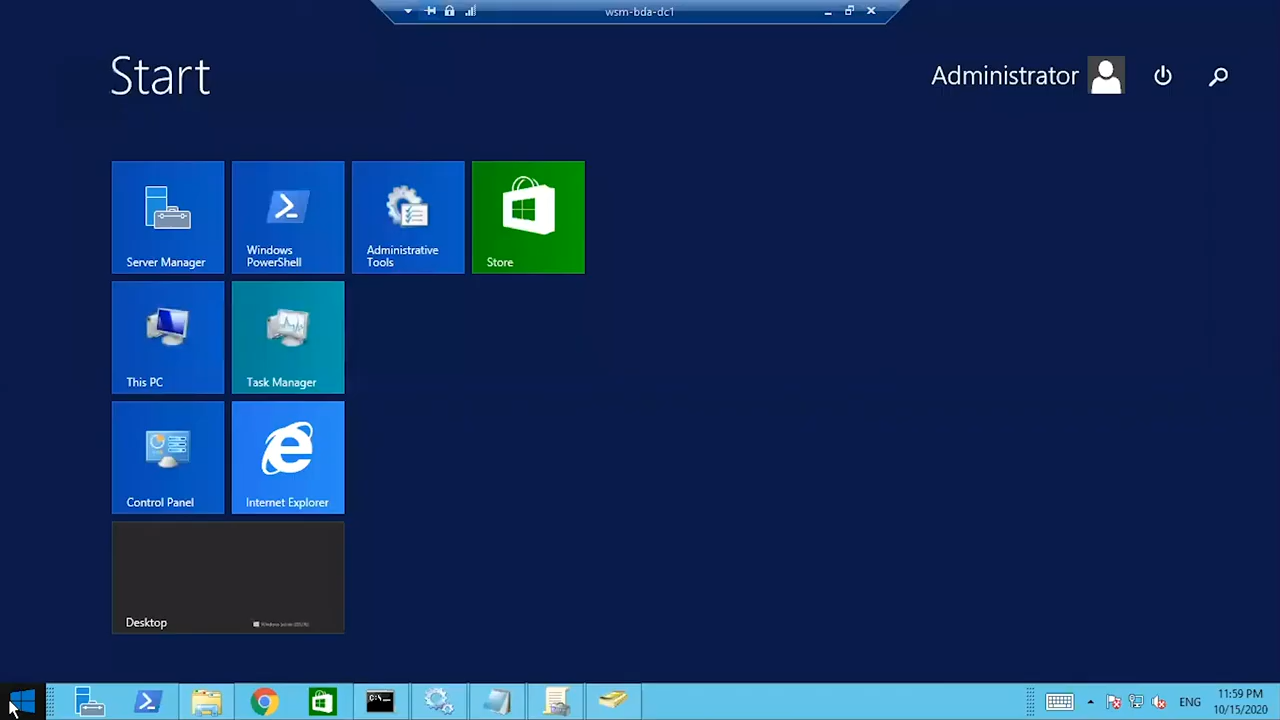 wsm-bda-dc1
Start
Administrator
Server Manager
Windows
PowerShell
Administrative
Tools
Store
This PC
Task Manager
Control Panel
Internet Explorer
Desktop
ENG
11:59 PM
10/15/2020